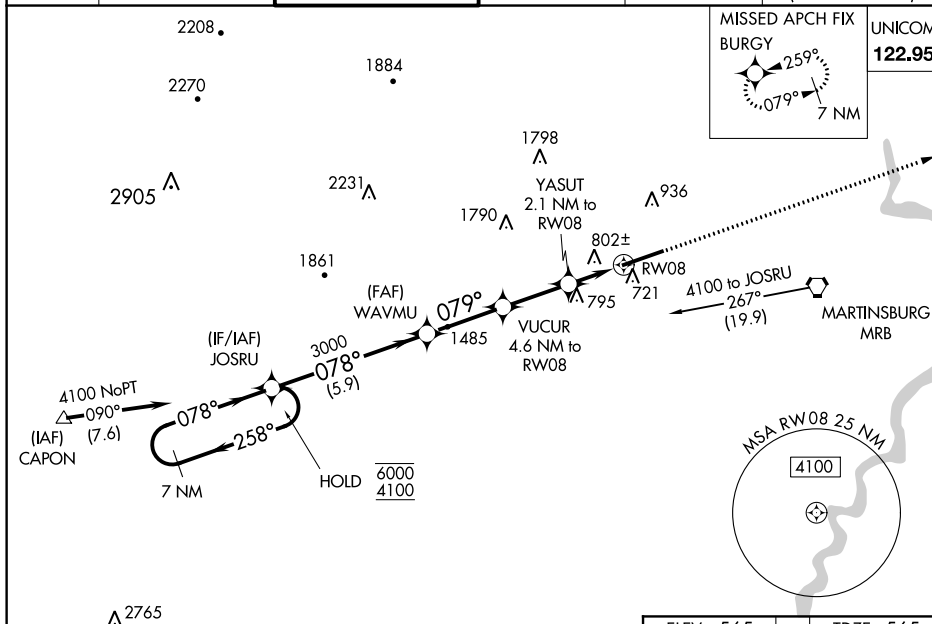 MISSED APCH FIX
BURGY
259°
079°
7 NM
UNICOM
122.95
2208
2270
1884
2905
2231
1798
1790
936
YASUT
2.1 NM to
RW08
802±
RW08
721
795
1861
(FAF)
WAVMU
079°
1485
VUCUR
4.6 NM to
RW08
4100 to JOSRU
267°
(19.9)
MARTINSBURG
MRB
(IF/IAF)
JOSRU
3000
078°
(5.9)
4100 NoPT
090°
(7.6)
(IAF)
CAPON
078°
258°
7 NM
HOLD
6000
4100
MSA RW08 25 NM
4100
2765